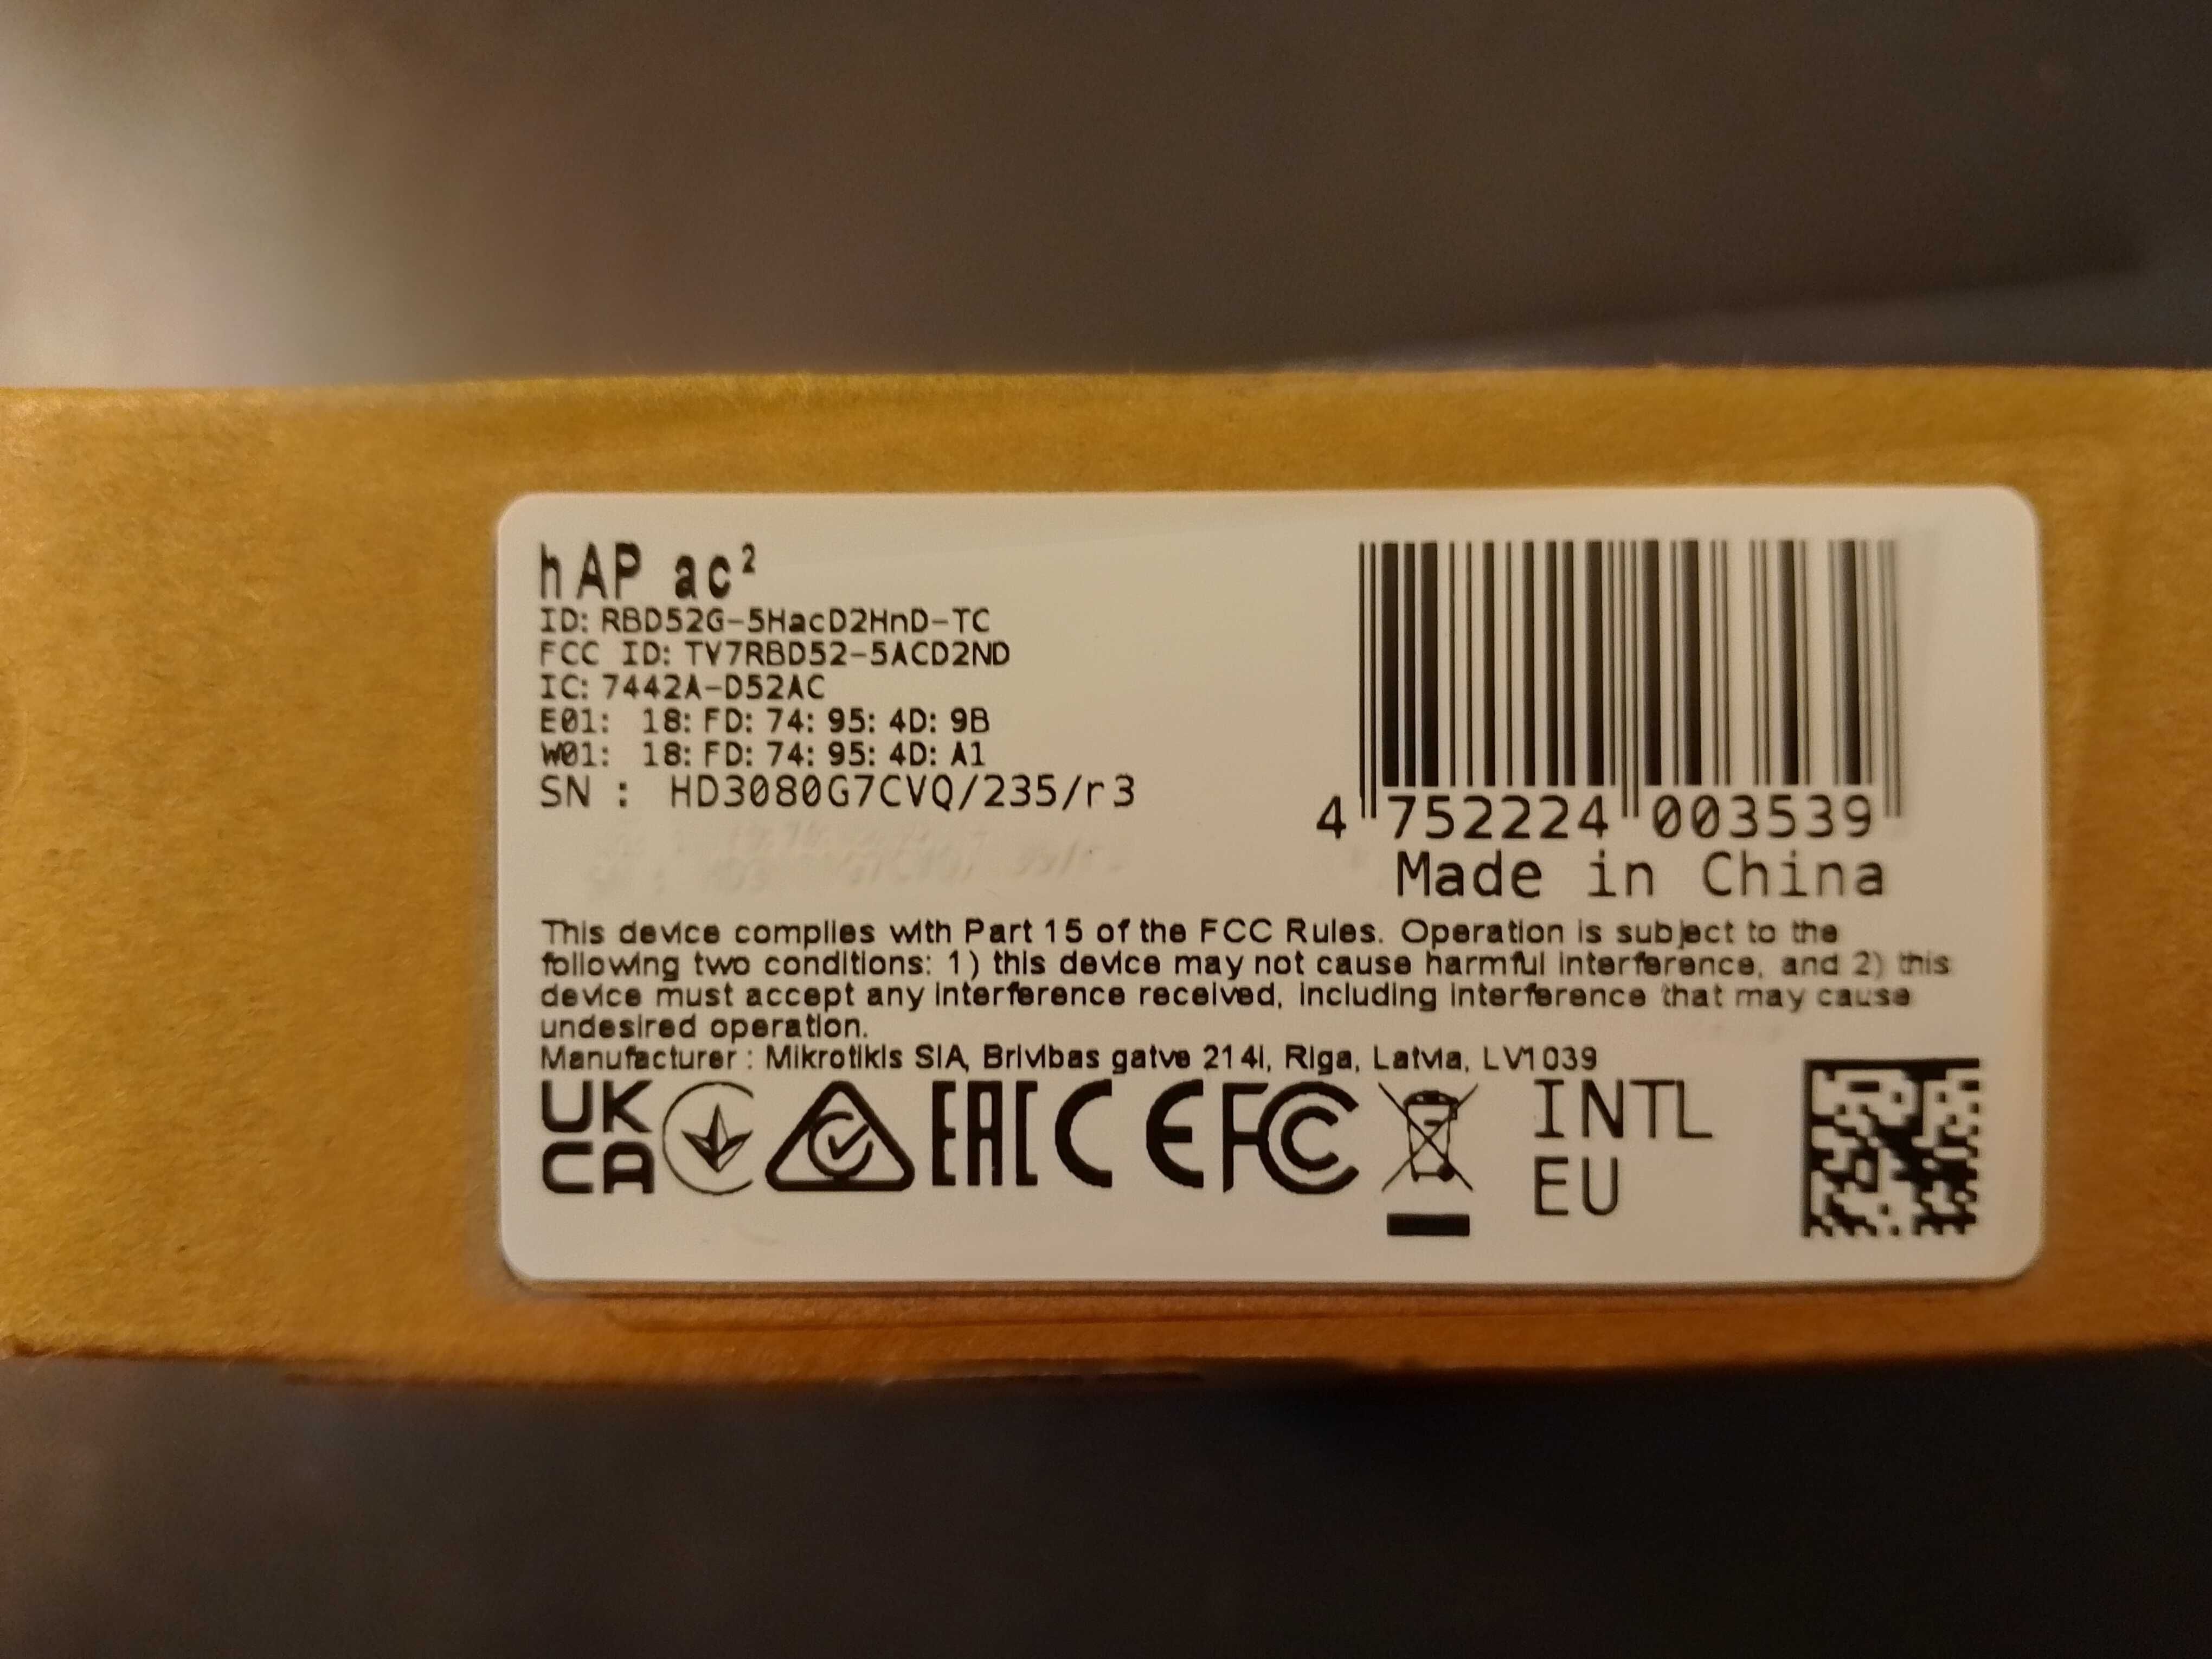 hAP ac²
ID: RBD52G-5HacD2HnD-TC
FCC ID: TV7RBD52-5ACD2ND
IC: 7442A-D52AC
E01: 18:FD:74:95:4D:9B
W01: 18:FD:74:95:4D:A1
SN : HD3080G7CVQ/235/r3
4 752224 003539
Made in China
This device complies with Part 15 of the FCC Rules. Operation is subject to the
following two conditions: 1) this device may not cause harmful interference, and 2) this
device must accept any interference received, including interference that may cause
undesired operation.
Manufacturer : Mikrotikls SIA, Brivibas gatve 214i, Riga, Latvia, LV1039
UK
CA
EAC CE FC
INTL
EU